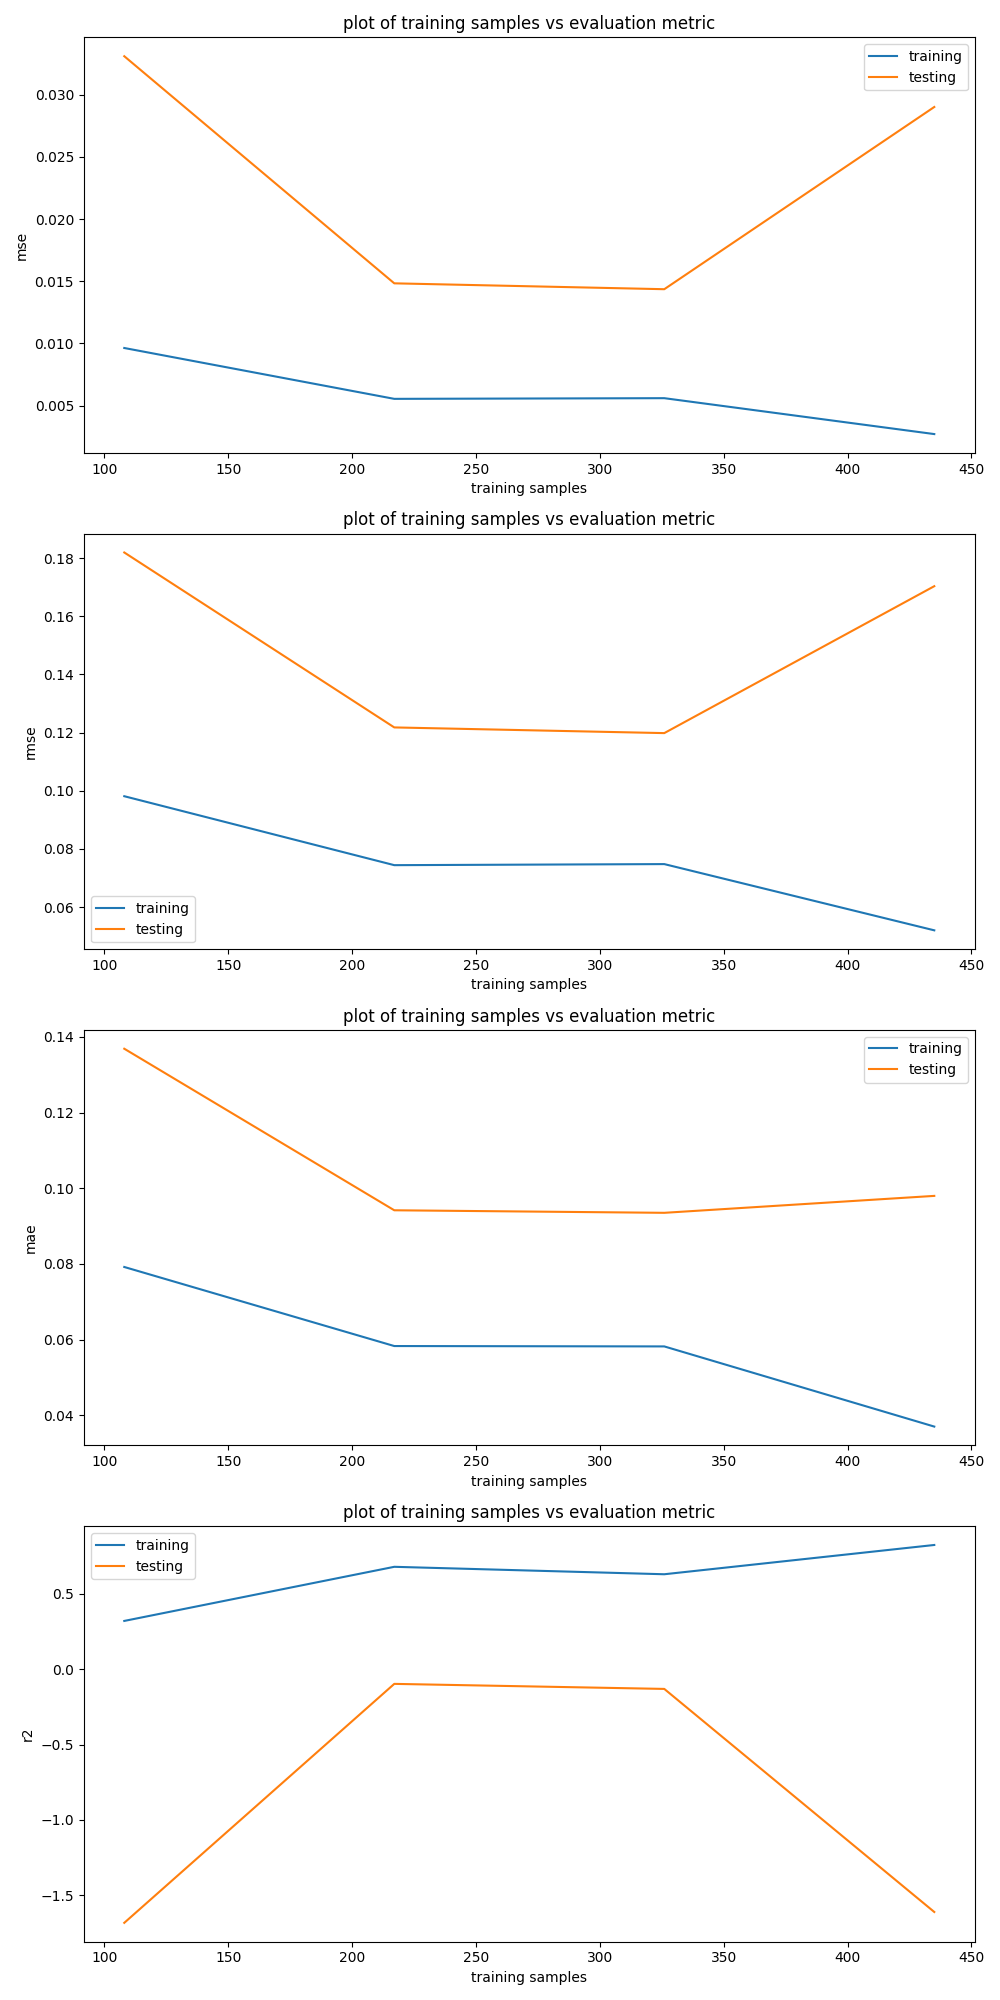 plot of training samples vs evaluation metric
training
testing
mse
0.030
0.025
0.020
0.015
0.010
0.005
100 150 200 250 300 350 400 450
training samples
plot of training samples vs evaluation metric
rmse
0.18
0.16
0.14
0.12
0.10
0.08
0.06
training
testing
100 150 200 250 300 350 400 450
training samples
plot of training samples vs evaluation metric
training
testing
mae
0.14
0.12
0.10
0.08
0.06
0.04
100 150 200 250 300 350 400 450
training samples
plot of training samples vs evaluation metric
training
testing
r2
0.5
0.0
−0.5
−1.0
−1.5
100 150 200 250 300 350 400 450
training samples